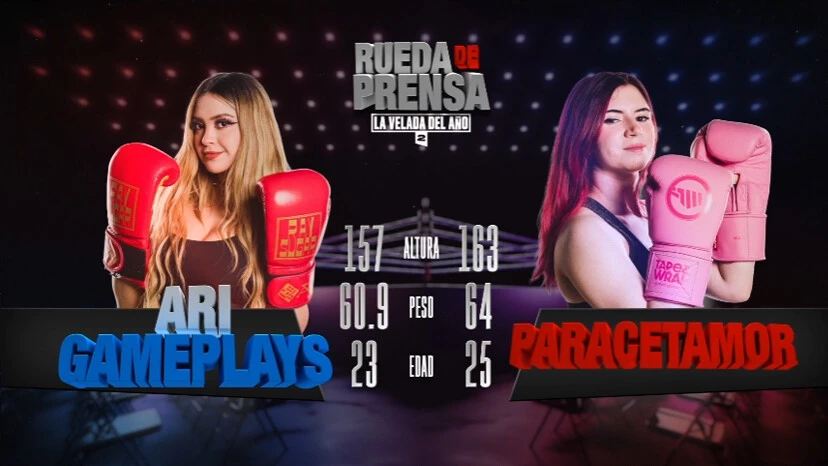 RUEDA DE
PRENSA
LA VELADA DEL AÑO
2
157 ALTURA 163
60.9 PESO 64
23 EDAD 25
ARI
GAMEPLAYS
PARACETAMOR